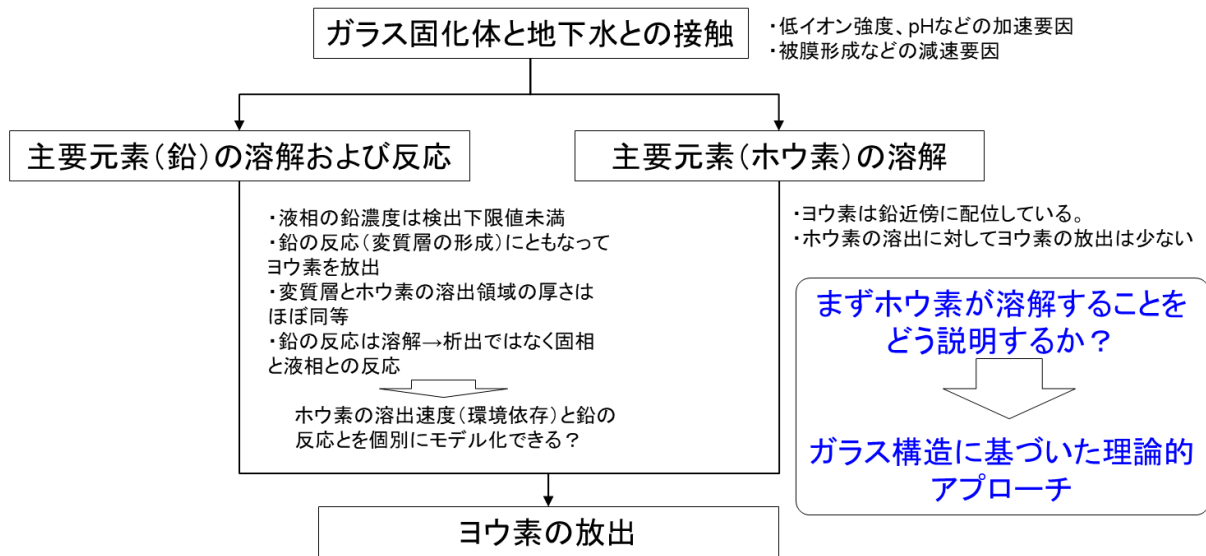 ガラス固化体と地下水との接触
・低イオン強度、pHなどの加速要因
・被膜形成などの減速要因
主要元素（鉛）の溶解および反応
主要元素（ホウ素）の溶解
・液相の鉛濃度は検出下限値未満
・鉛の反応（変質層の形成）にともなって
ヨウ素を放出
・変質層とホウ素の溶出領域の厚さは
ほぼ同等
・鉛の反応は溶解→析出ではなく固相
と液相との反応
ホウ素の溶出速度（環境依存）と鉛の
反応とを個別にモデル化できる？
・ヨウ素は鉛近傍に配位している。
・ホウ素の溶出に対してヨウ素の放出は少ない
まずホウ素が溶解することを
どう説明するか？
ガラス構造に基づいた理論的
アプローチ
ヨウ素の放出